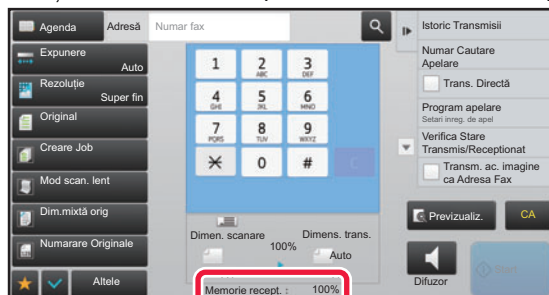 Agenda
Adresă
Numar fax
Expunere
Auto
Rezoluție
Super fin
Original
Creare Job
Mod scan. lent
Dim.mixtă orig
Numarare Originale
Altele
1
2
ABC
3
DEF
4
GHI
5
JKL
6
MNO
7
PQRS
8
TUV
9
WXYZ
0
#
C
Dimen. scanare
Dimens. trans.
100%
Auto
Memorie recept. :
100%
Istoric Transmisii
Numar Cautare
Apelare
Trans. Directă
Program apelare
Setari inreg. de apel
Verifica Stare
Transmis/Receptionat
Transm. ac. imagine
ca Adresa Fax
Previzualiz.
CA
Difuzor
Start